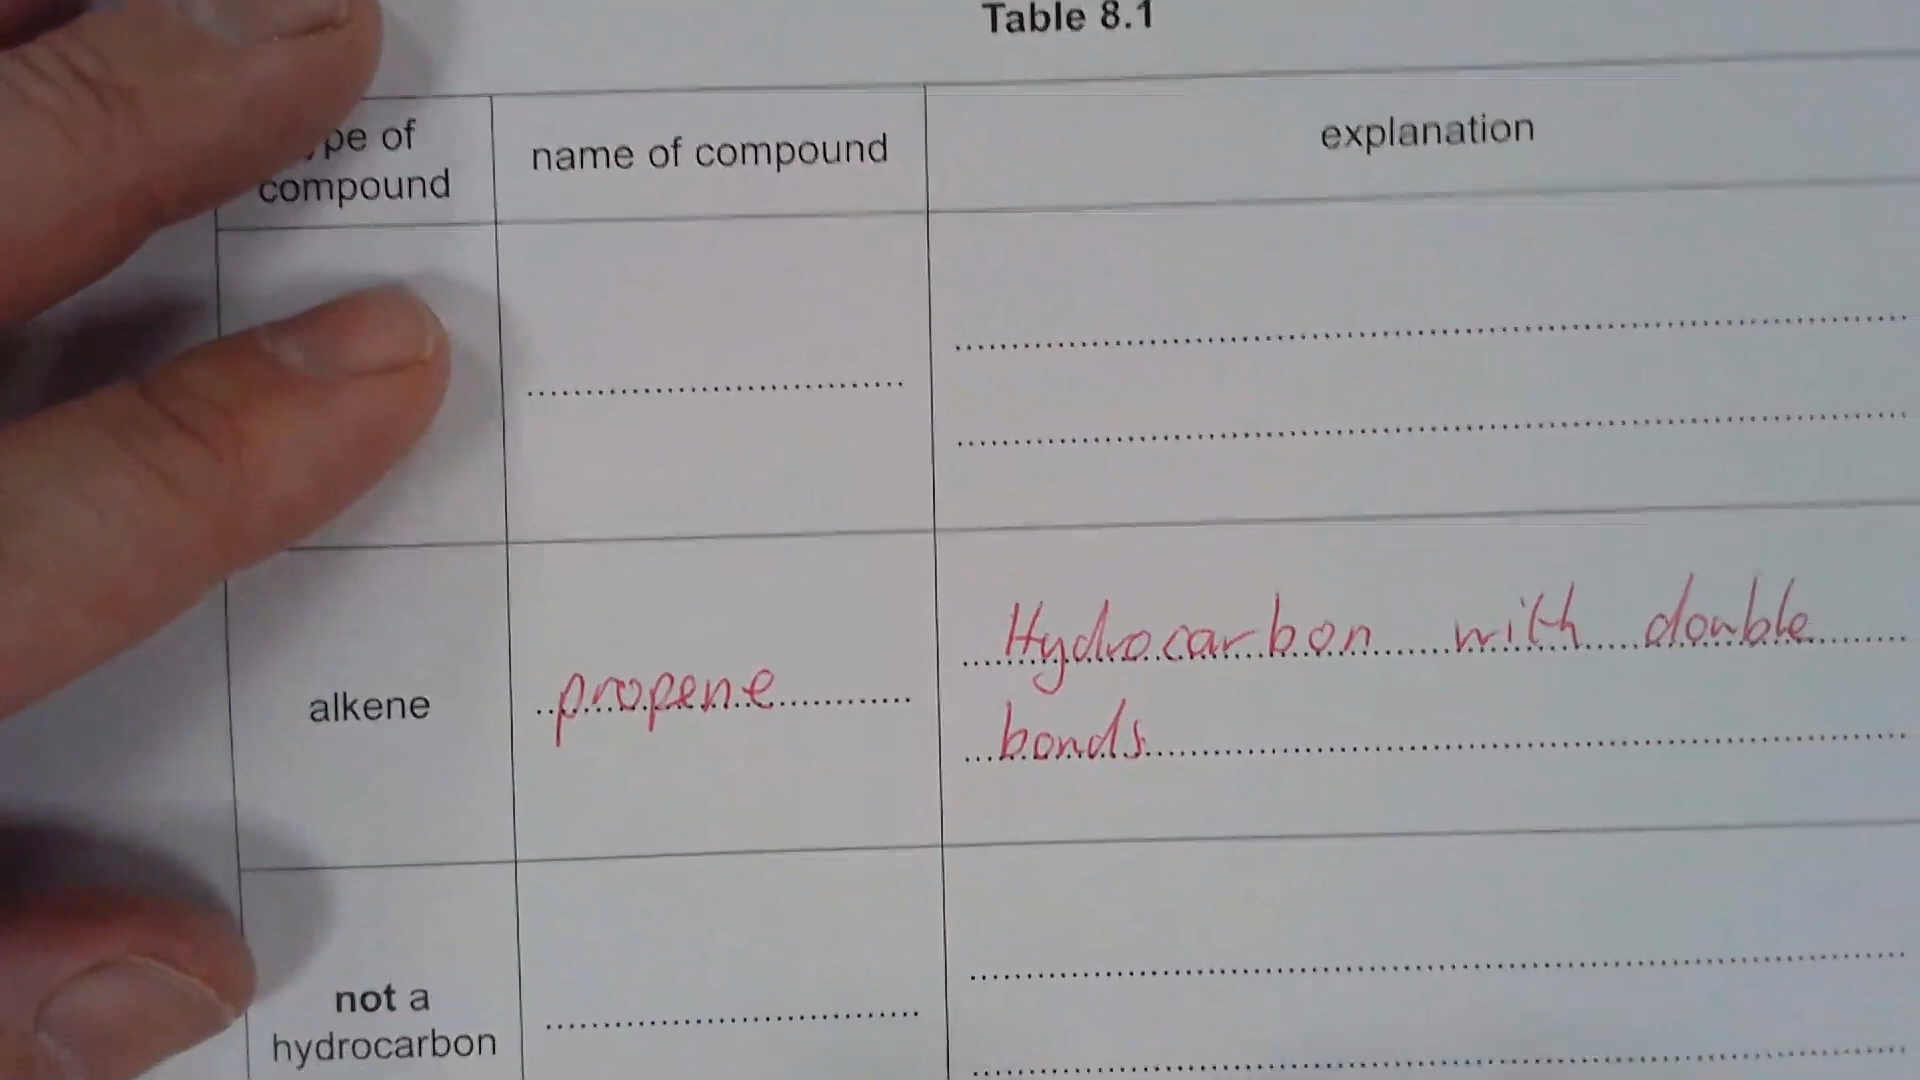 Table 8.1
pe of
compound
name of compound
explanation
alkene
propene
Hydrocarbon with double
bonds
not a
hydrocarbon